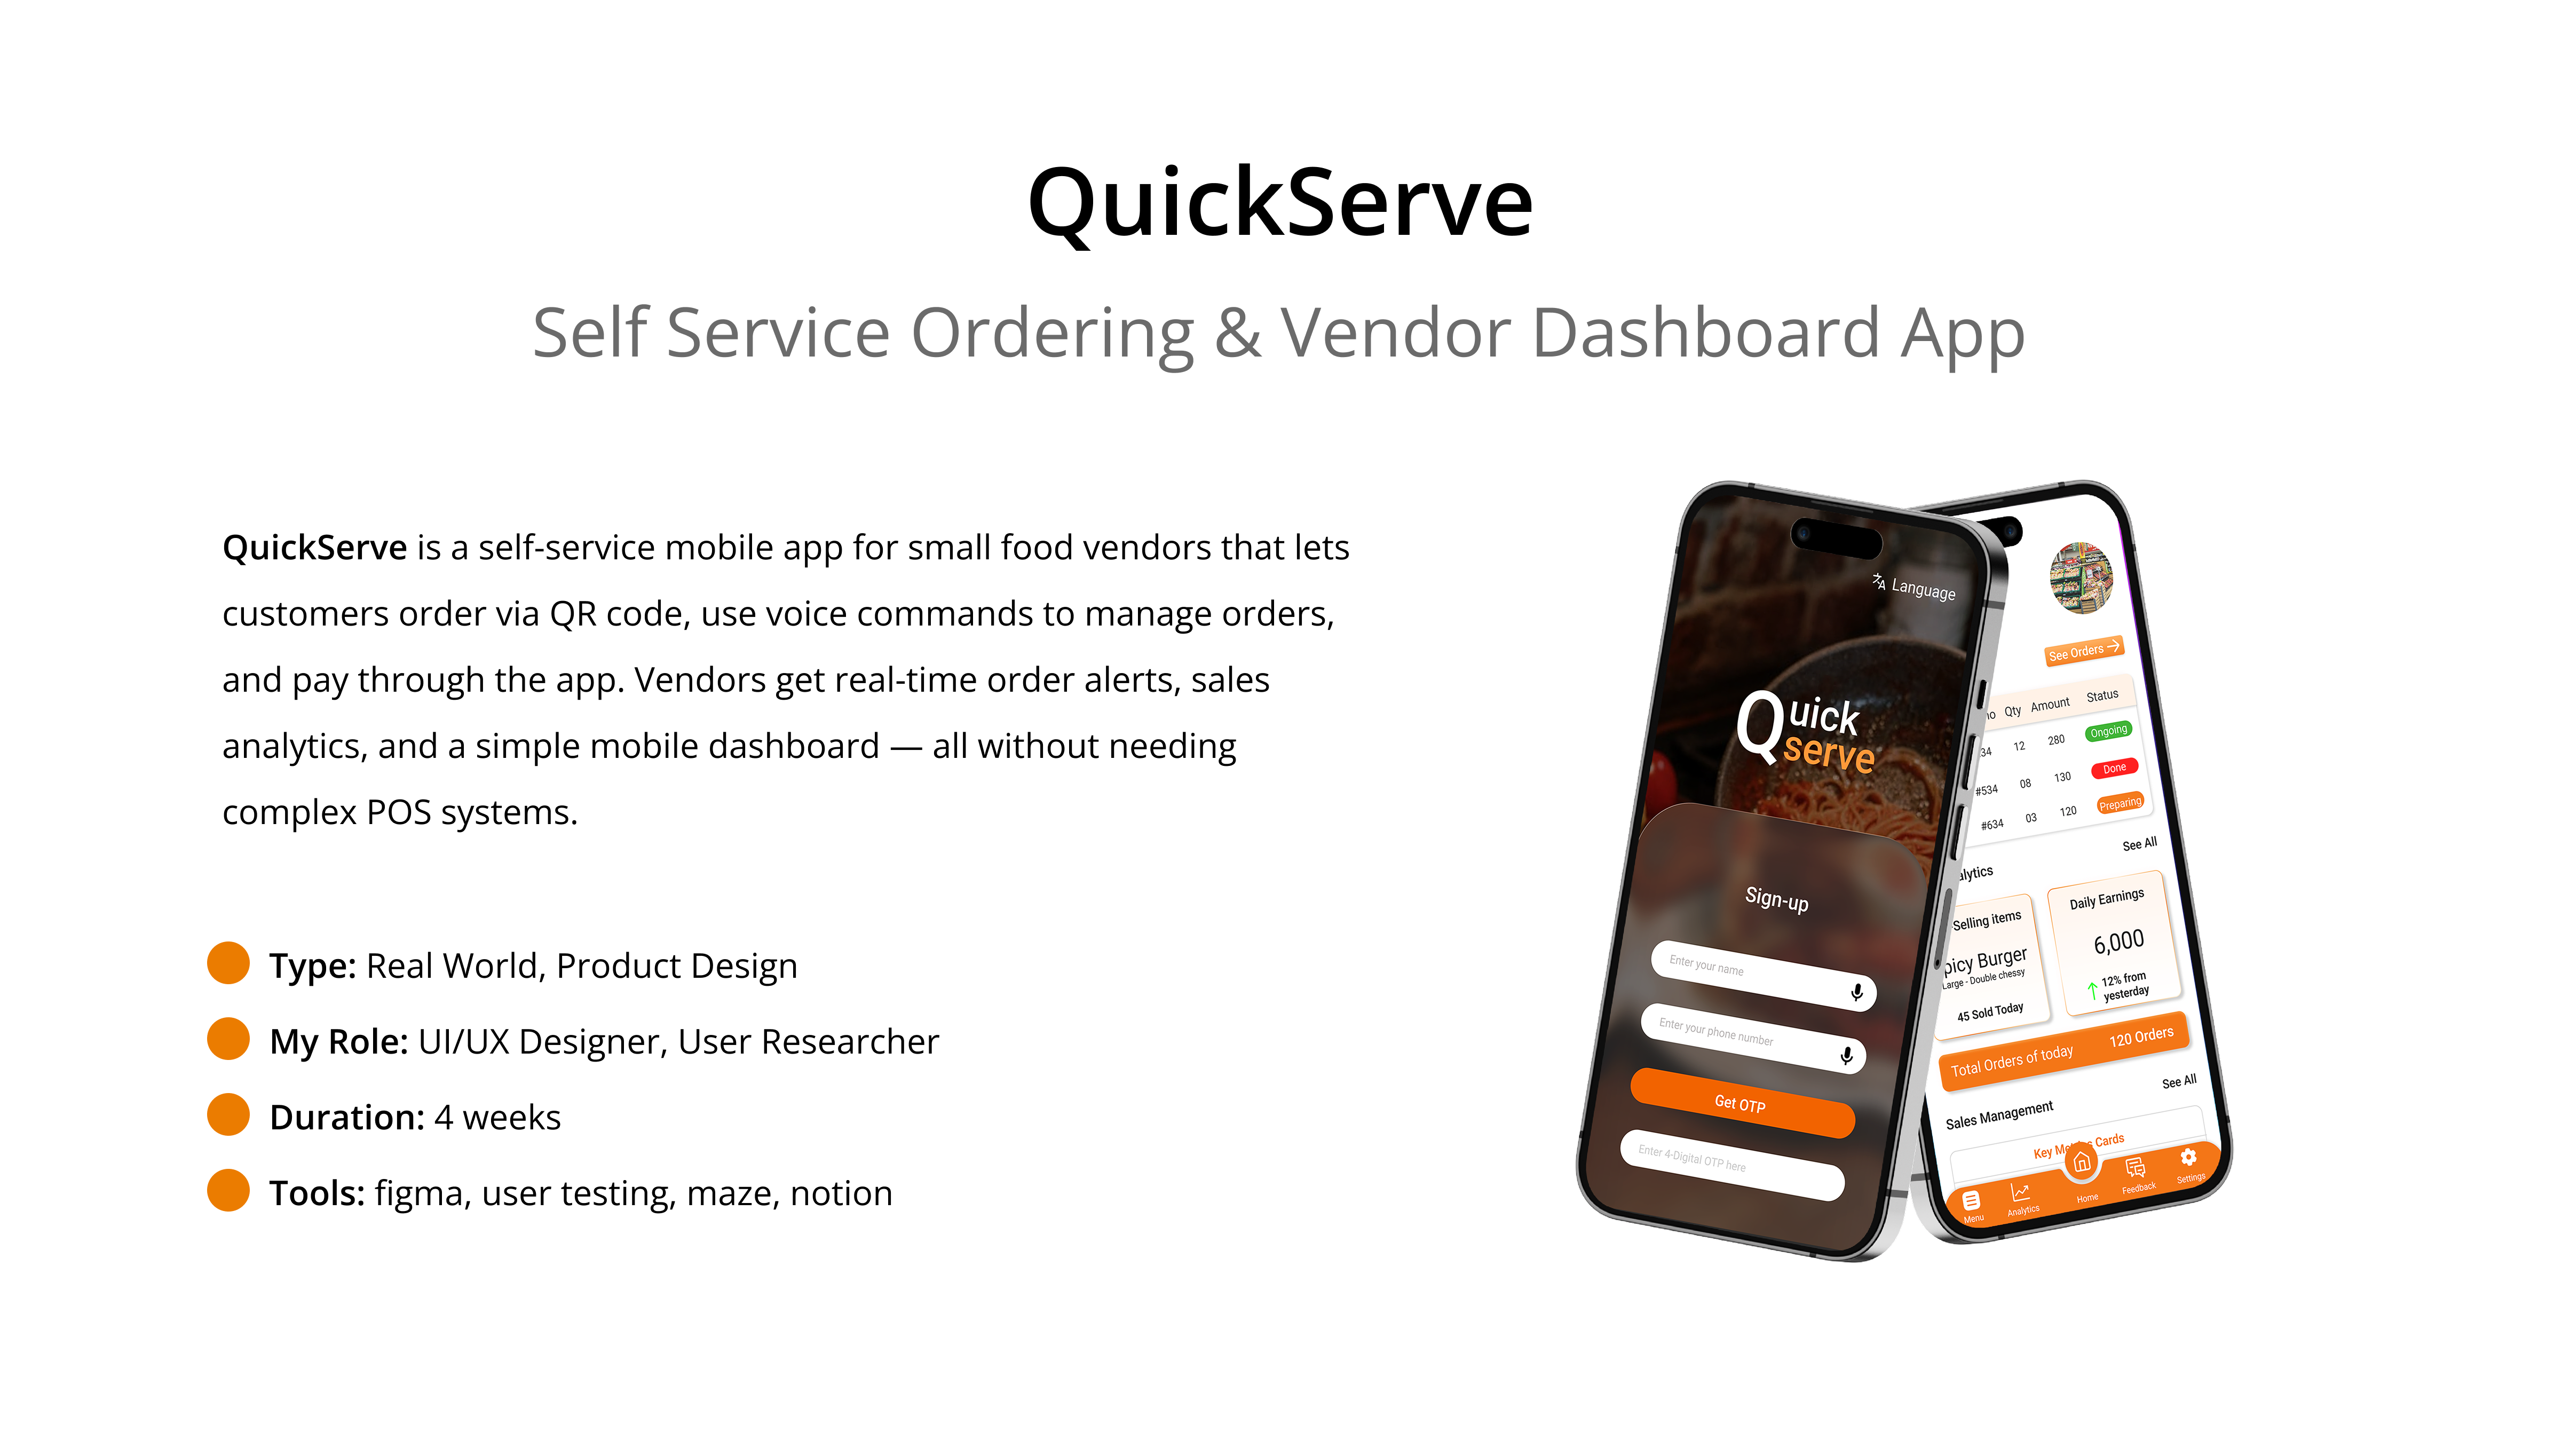 QuickServe
Self Service Ordering & Vendor Dashboard App
QuickServe is a self-service mobile app for small food vendors that lets
customers order via QR code, use voice commands to manage orders,
and pay through the app. Vendors get real-time order alerts, sales
analytics, and a simple mobile dashboard — all without needing
complex POS systems.
Type: Real World, Product Design
My Role: UI/UX Designer, User Researcher
Duration: 4 weeks
Tools: figma, user testing, maze, notion
Language
Quick
serve
Sign-up
Enter your name
Enter your phone number
Get OTP
Enter 4-Digital OTP here
See Orders
Qty Amount Status
34 12 280 Ongoing
#534 08 130 Done
#634 03 120 Preparing
See All
alytics
Selling items
picy Burger
Large - Double chessy
45 Sold Today
Daily Earnings
6,000
12% from
yesterday
Total Orders of today 120 Orders
See All
Sales Management
Key Me s Cards
Menu Analytics Home Feedback Settings